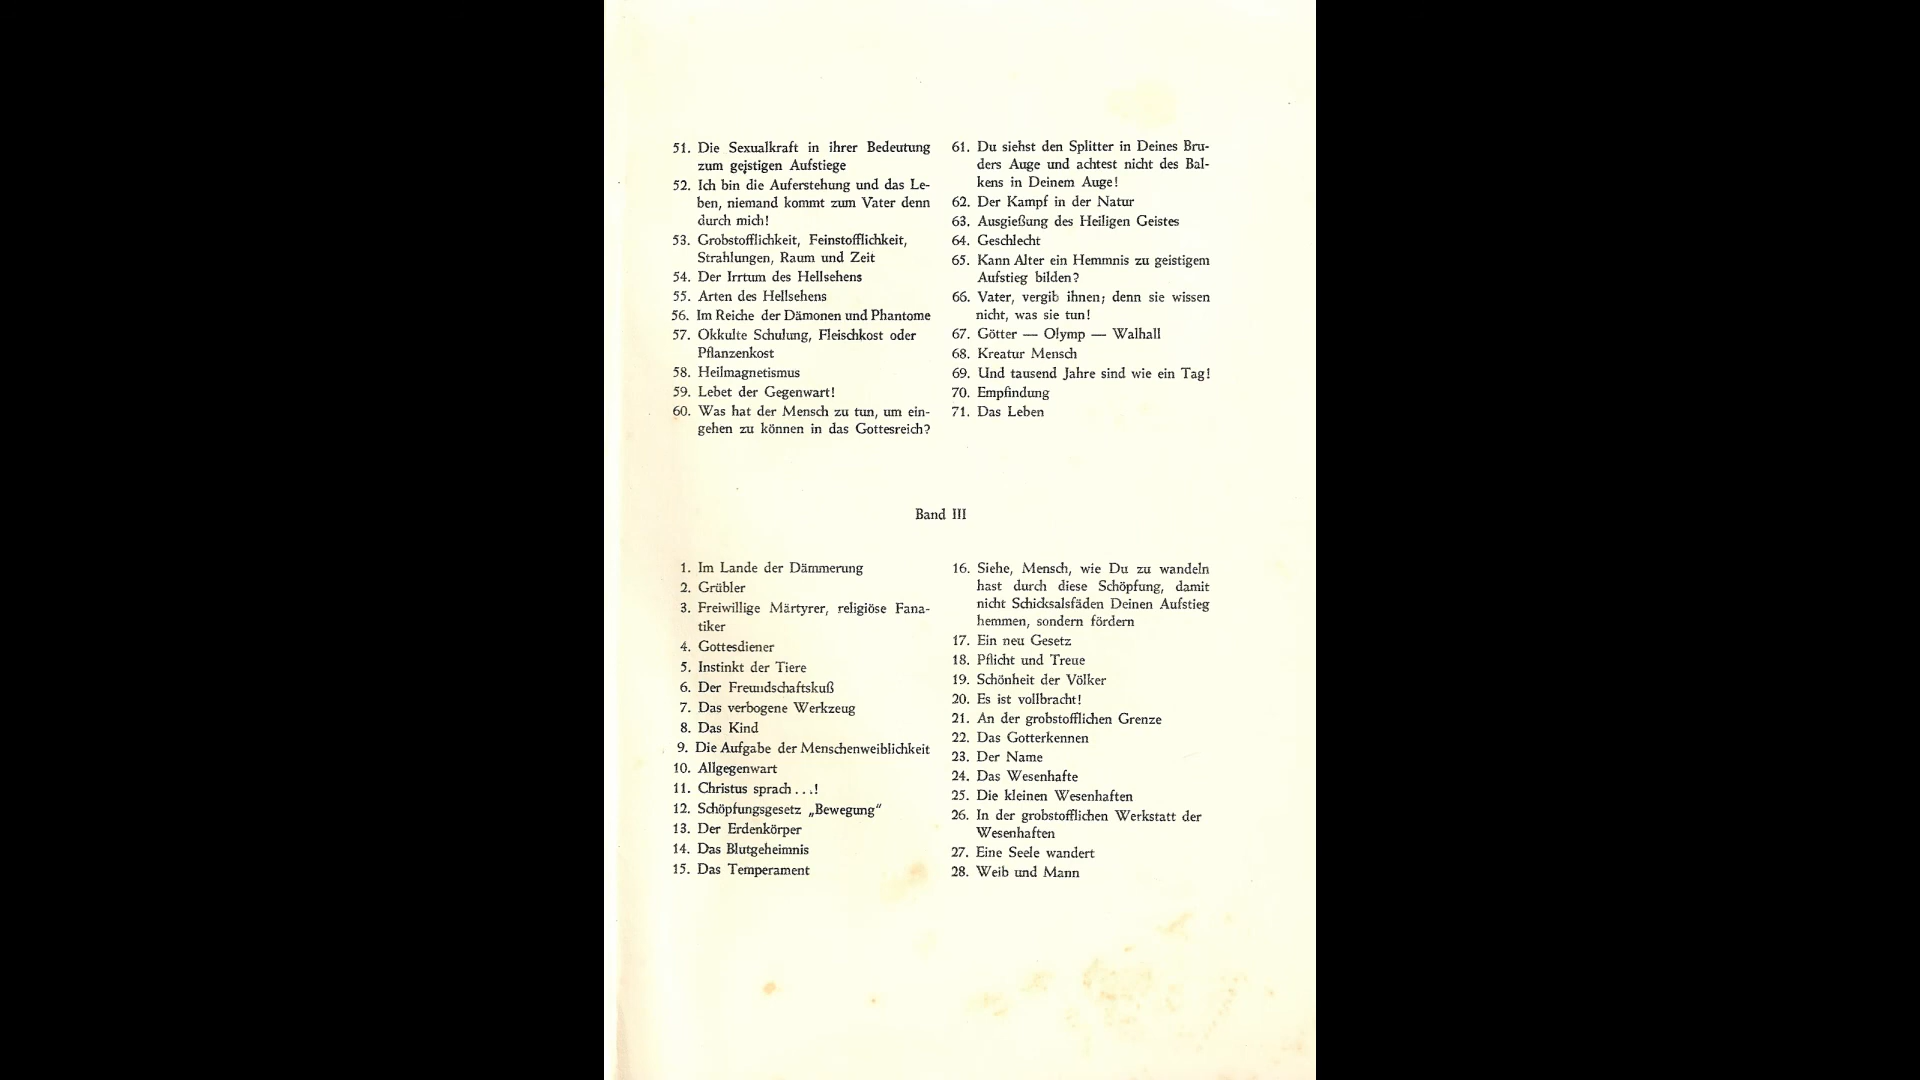 51. Die Sexualkraft in ihrer Bedeutung
zum geistigen Aufstiege
52. Ich bin die Auferstehung und das Le-
ben, niemand kommt zum Vater denn
durch mich!
53. Grobstofflichkeit, Feinstofflichkeit,
Strahlungen, Raum und Zeit
54. Der Irrtum des Hellsehens
55. Arten des Hellsehens
56. Im Reiche der Dämonen und Phantome
57. Okkulte Schulung, Fleischkost oder
Pflanzenkost
58. Heilmagnetismus
59. Lebet der Gegenwart!
60. Was hat der Mensch zu tun, um ein-
gehen zu können in das Gottesreich?
61. Du siehst den Splitter in Deines Bru-
ders Auge und achtest nicht des Bal-
kens in Deinem Auge!
62. Der Kampf in der Natur
63. Ausgießung des Heiligen Geistes
64. Geschlecht
65. Kann Alter ein Hemmnis zu geistigem
Aufstieg bilden?
66. Vater, vergib ihnen; denn sie wissen
nicht, was sie tun!
67. Götter — Olymp — Walhall
68. Kreatur Mensch
69. Und tausend Jahre sind wie ein Tag!
70. Empfindung
71. Das Leben
Band III
1. Im Lande der Dämmerung
2. Grübler
3. Freiwillige Märtyrer, religiöse Fana-
tiker
4. Gottesdiener
5. Instinkt der Tiere
6. Der Freundschaftskuß
7. Das verbogene Werkzeug
8. Das Kind
9. Die Aufgabe der Menschenweiblichkeit
10. Allgegenwart
11. Christus sprach . . .!
12. Schöpfungsgesetz „Bewegung“
13. Der Erdenkörper
14. Das Blutgeheimnis
15. Das Temperament
16. Siehe, Mensch, wie Du zu wandeln
hast durch diese Schöpfung, damit
nicht Schicksalsfäden Deinen Aufstieg
hemmen, sondern fördern
17. Ein neu Gesetz
18. Pflicht und Treue
19. Schönheit der Völker
20. Es ist vollbracht!
21. An der grobstofflichen Grenze
22. Das Gotterkennen
23. Der Name
24. Das Wesenhafte
25. Die kleinen Wesenhaften
26. In der grobstofflichen Werkstatt der
Wesenhaften
27. Eine Seele wandert
28. Weib und Mann